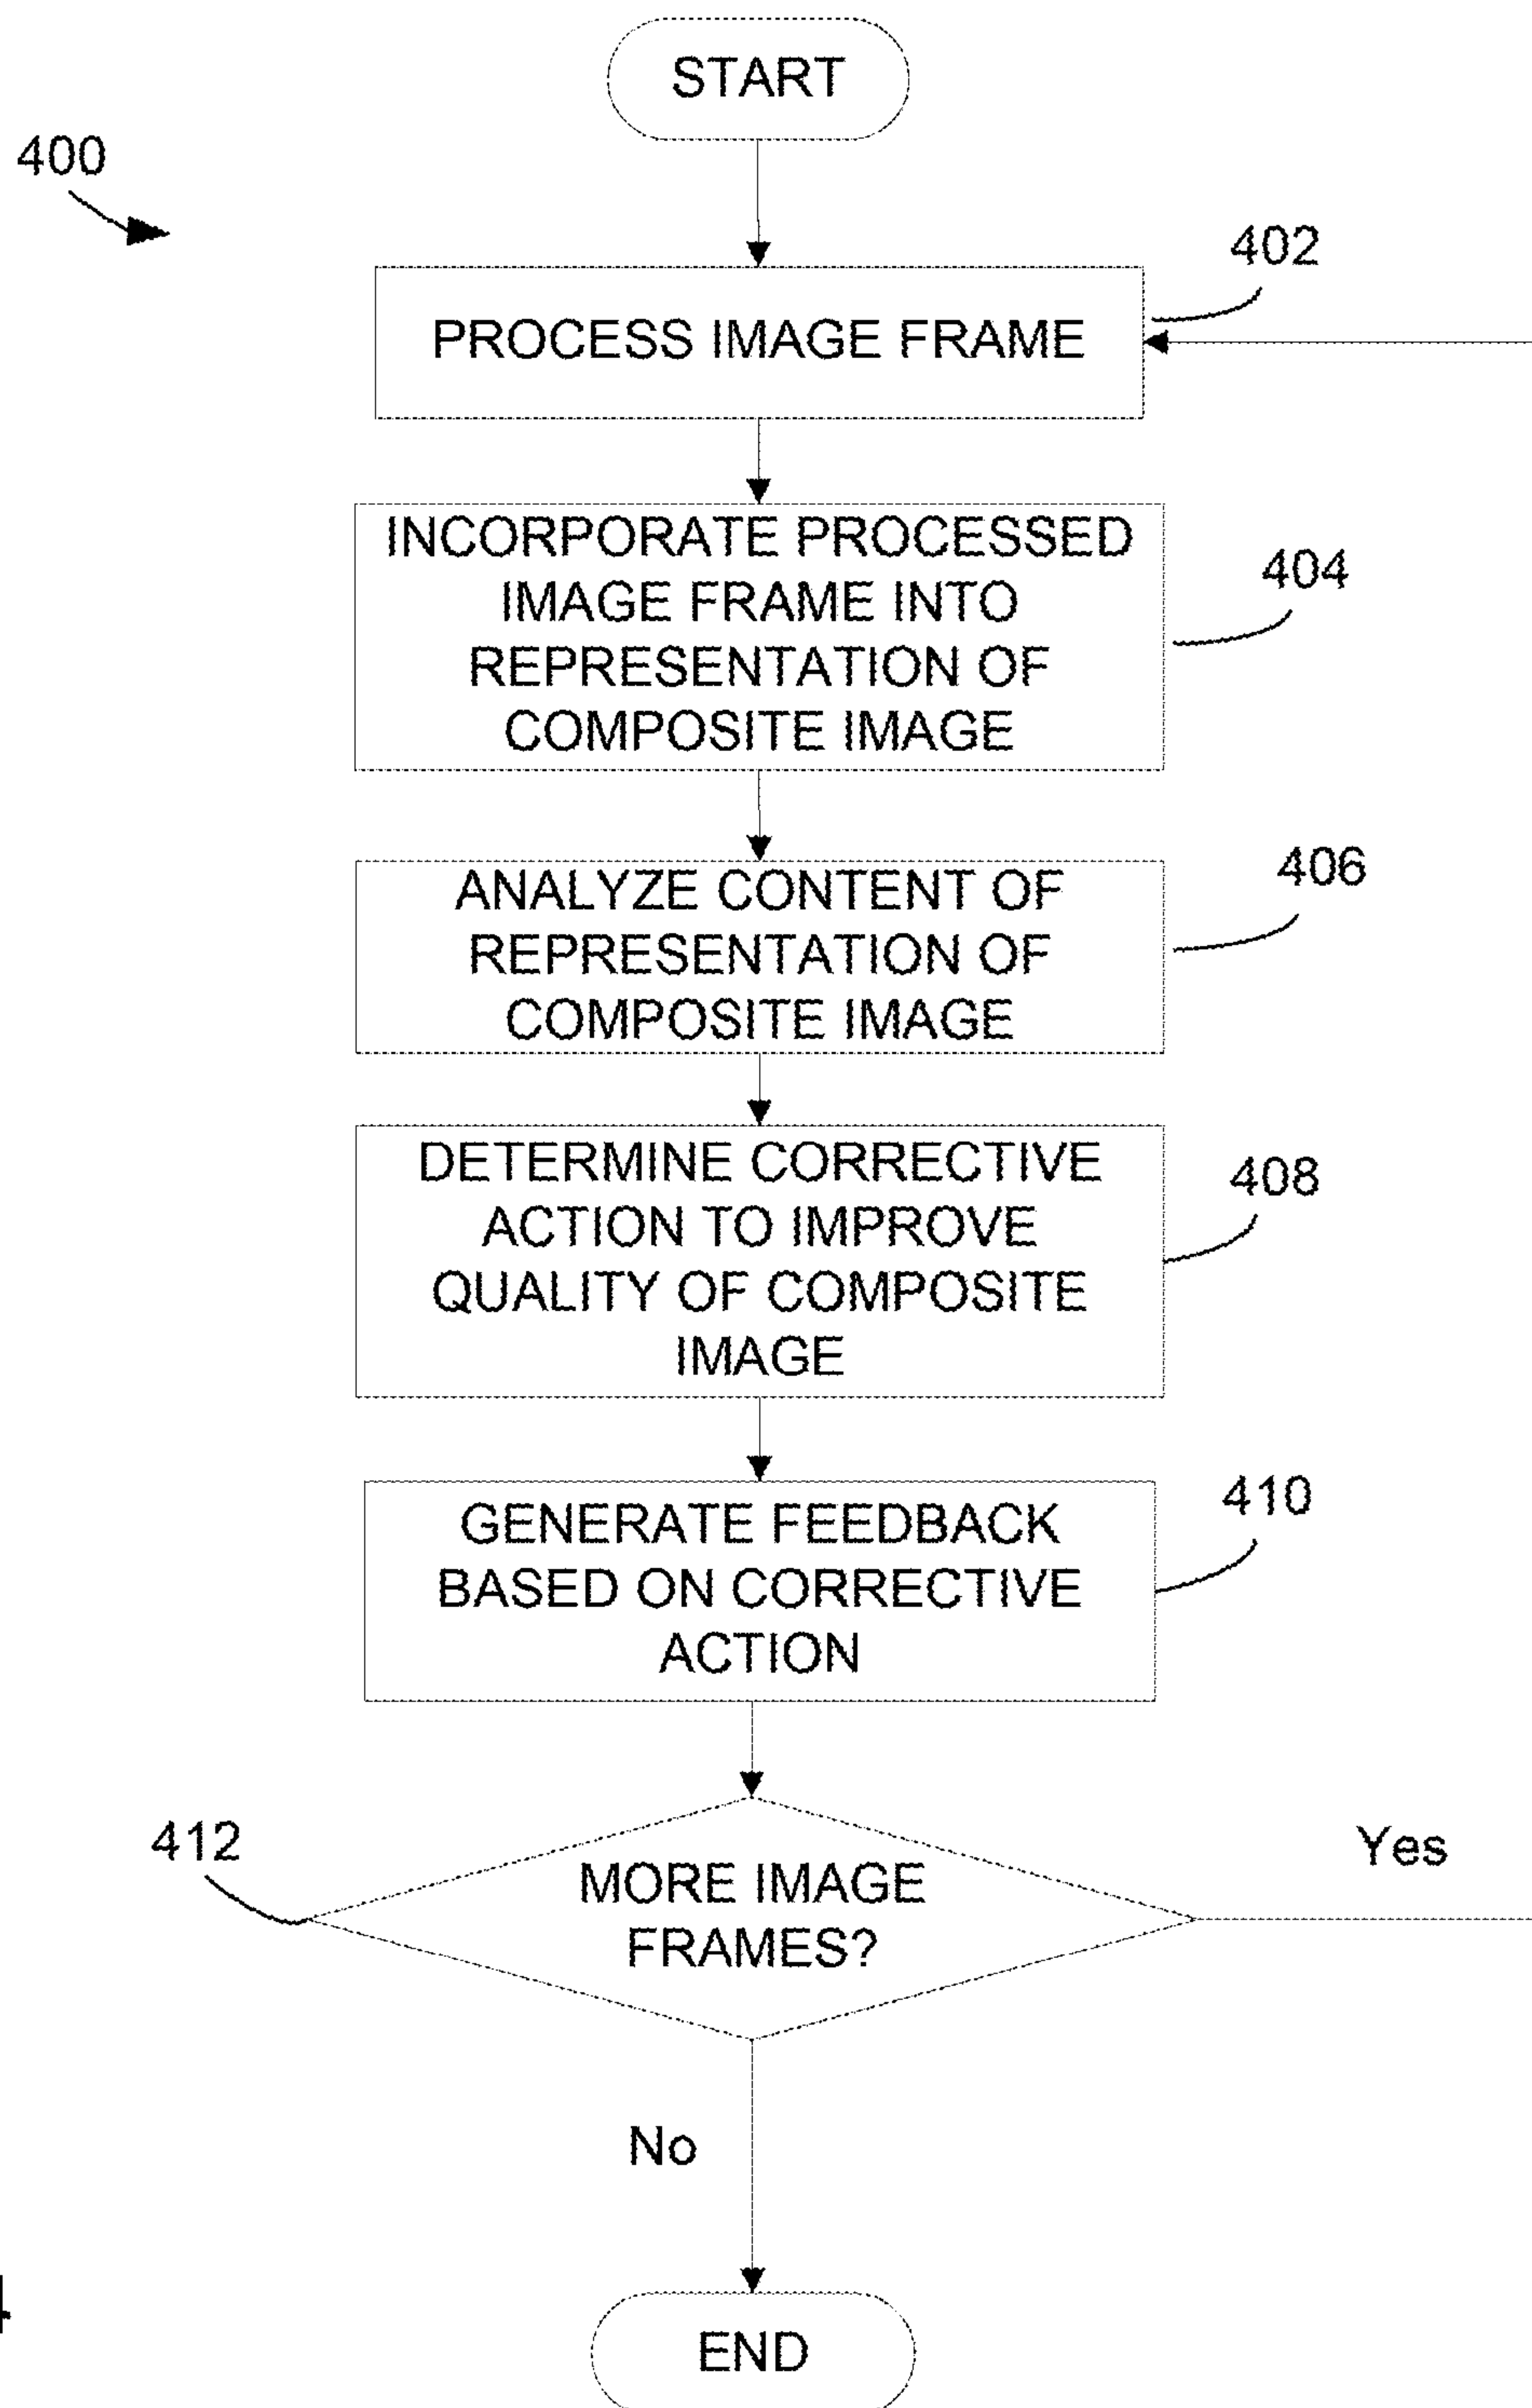 START
400
402
PROCESS IMAGE FRAME
INCORPORATE PROCESSED
IMAGE FRAME INTO
REPRESENTATION OF
COMPOSITE IMAGE
404
ANALYZE CONTENT OF
REPRESENTATION OF
COMPOSITE IMAGE
406
DETERMINE CORRECTIVE
ACTION TO IMPROVE
QUALITY OF COMPOSITE
IMAGE
408
GENERATE FEEDBACK
BASED ON CORRECTIVE
ACTION
410
412
MORE IMAGE
FRAMES?
Yes
No
END